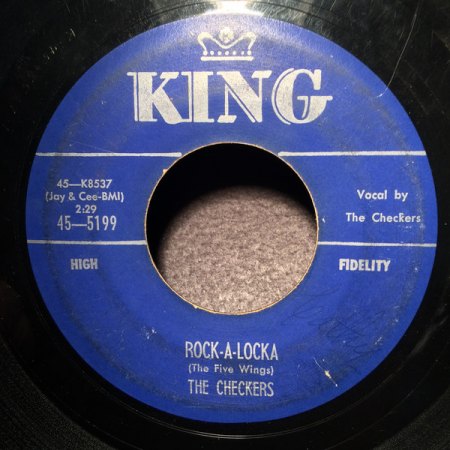 KING
45—K8537
(Jay & Cee-BMI)
2:29
45—5199
Vocal by
The Checkers
HIGH FIDELITY
ROCK-A-LOCKA
(The Five Wings)
THE CHECKERS